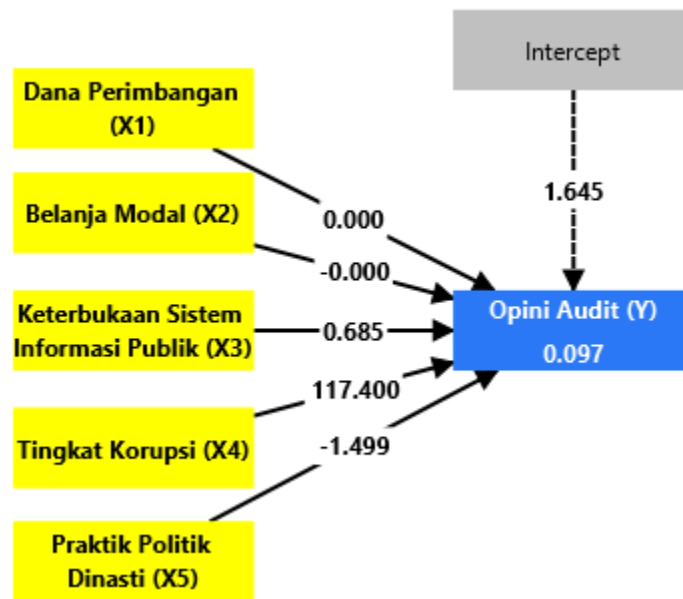 Intercept
Dana Perimbangan
(X1)
Belanja Modal (X2)
Keterbukaan Sistem
Informasi Publik (X3)
Tingkat Korupsi (X4)
Praktik Politik
Dinasti (X5)
1.645
0.000
-0.000
0.685
117.400
-1.499
Opini Audit (Y)
0.097